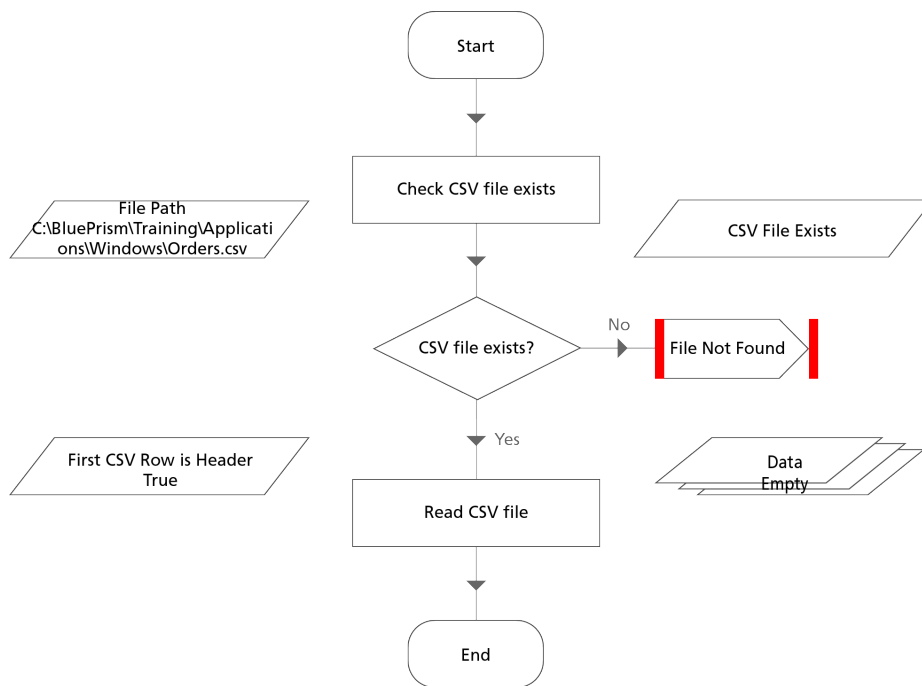 Start
Check CSV file exists
File Path
C:\BluePrism\Training\Applicati
ons\Windows\Orders.csv
CSV File Exists
CSV file exists?
No
File Not Found
Yes
First CSV Row is Header
True
Data
Empty
Read CSV file
End